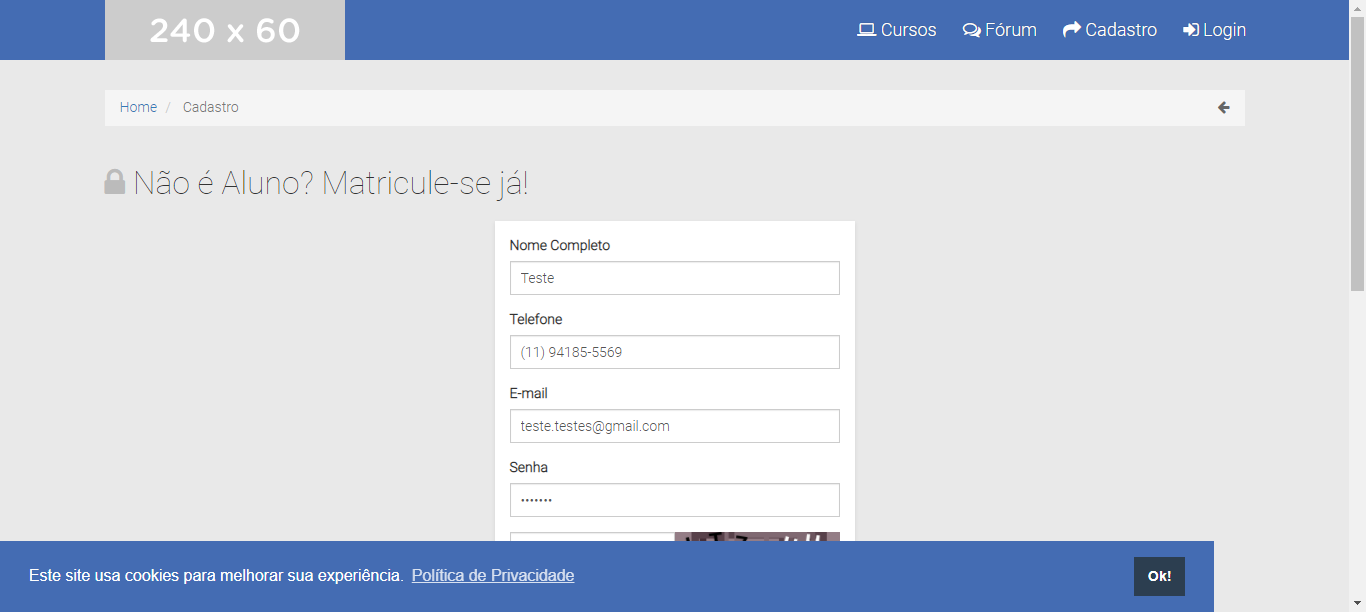 240 x 60
Cursos Fórum Cadastro Login
Home / Cadastro
Não é Aluno? Matricule-se já!
Nome Completo
Teste
Telefone
(11) 94185-5569
E-mail
teste.testes@gmail.com
Senha
•••••••
Este site usa cookies para melhorar sua experiência. Política de Privacidade
Ok!